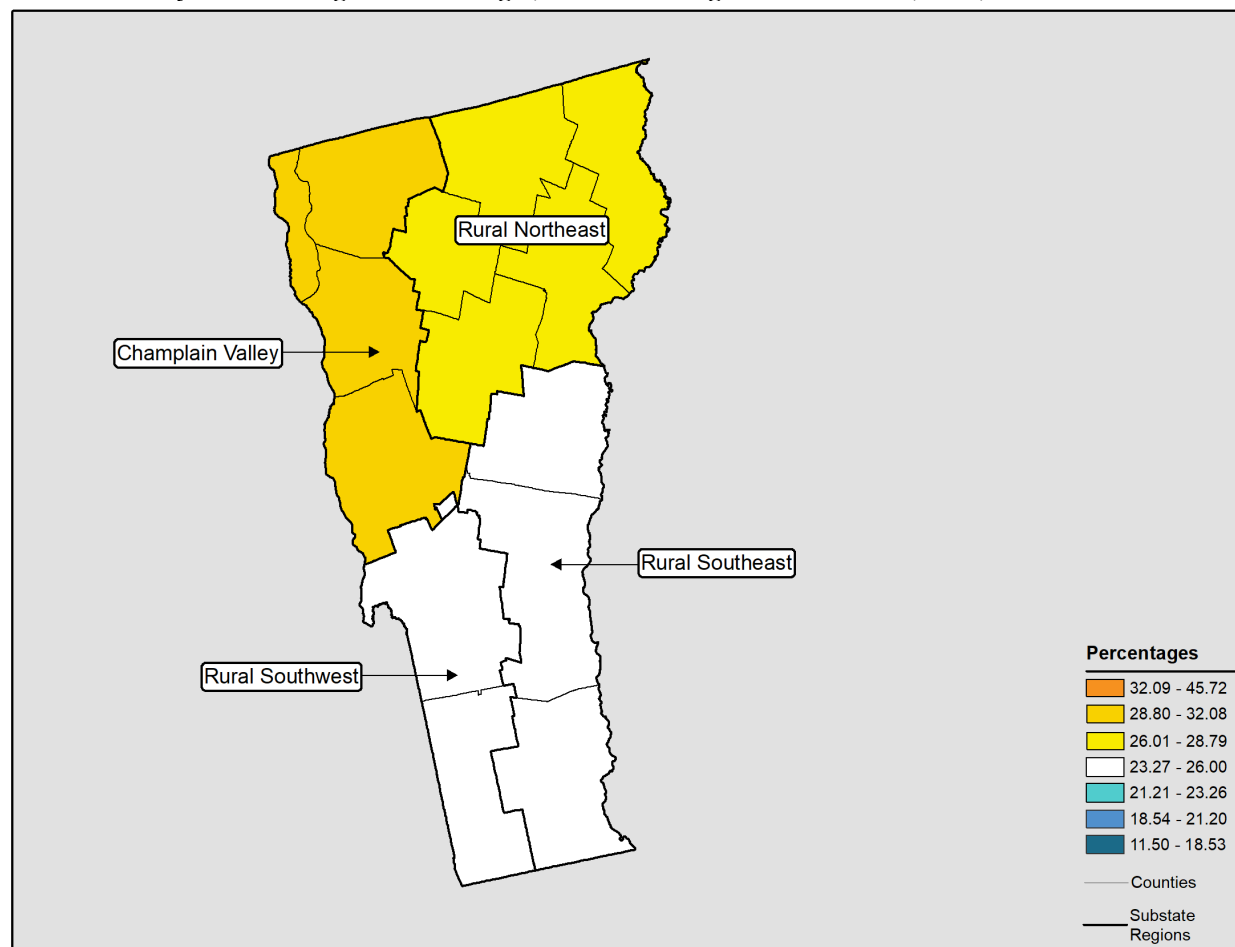 Rural Northeast
Champlain Valley
Rural Southeast
Rural Southwest
Percentages
32.09 - 45.72
28.80 - 32.08
26.01 - 28.79
23.27 - 26.00
21.21 - 23.26
18.54 - 21.20
11.50 - 18.53
Counties
Substate
Regions